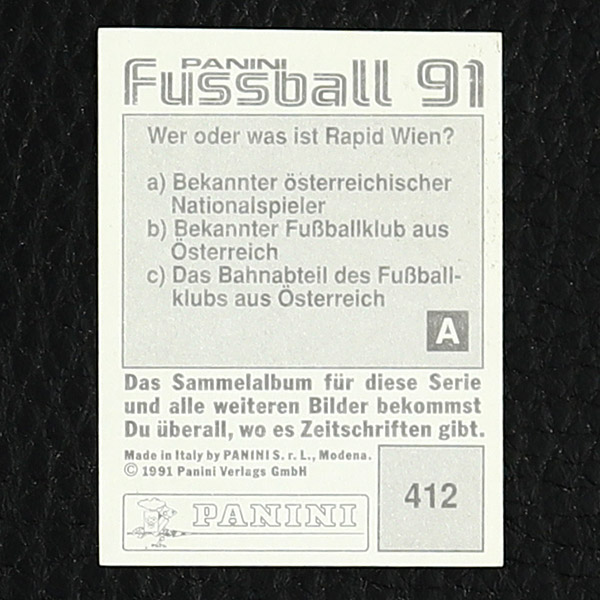 PANINI
Fussball 91
Wer oder was ist Rapid Wien?
a) Bekannter österreichischer
Nationalspieler
b) Bekannter Fußballklub aus
Österreich
c) Das Bahnabteil des Fußball-
klubs aus Österreich
A
Das Sammelalbum für diese Serie
und alle weiteren Bilder bekommst
Du überall, wo es Zeitschriften gibt.
Made in Italy by PANINI S. r. L., Modena.
© 1991 Panini Verlags GmbH
412
PANINI